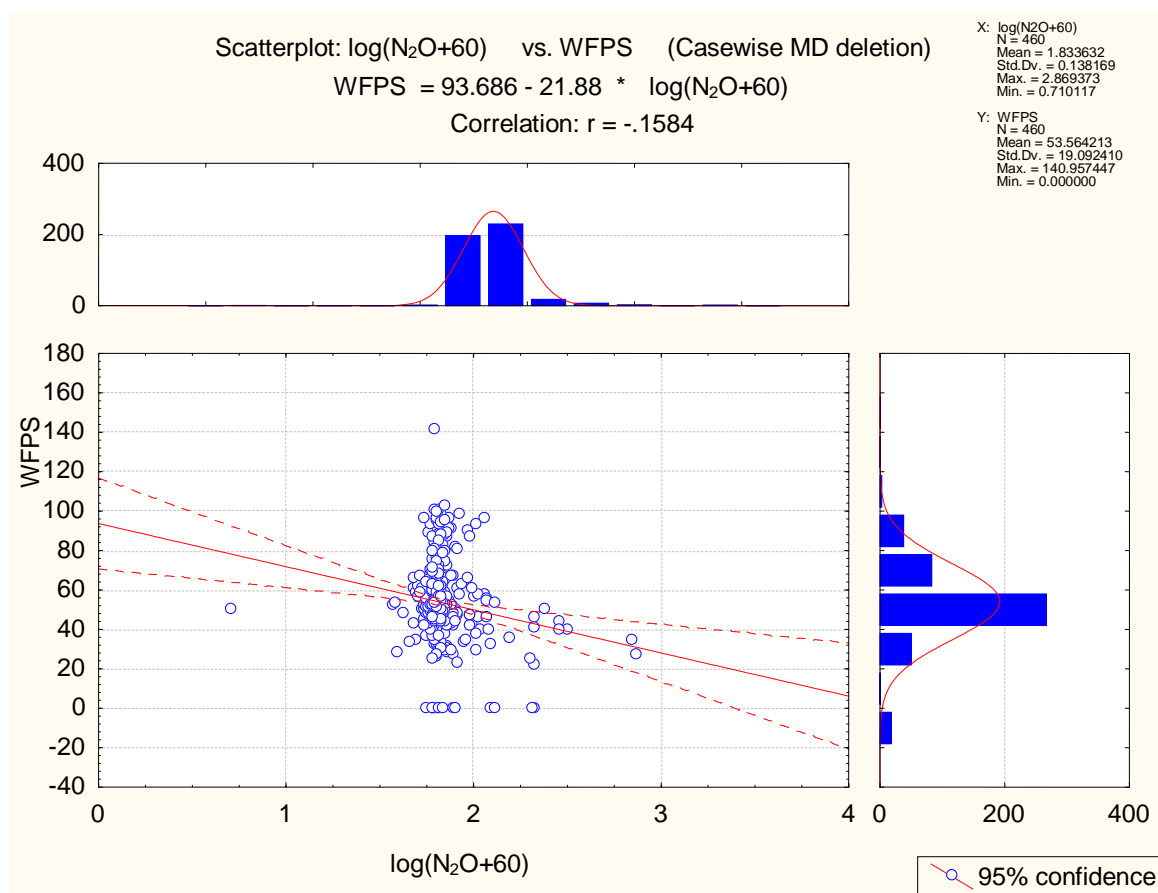 Scatterplot: log(N₂O+60) vs. WFPS (Casewise MD deletion)
WFPS = 93.686 - 21.88 * log(N₂O+60)
Correlation: r = -.1584
X: log(N2O+60)
N = 460
Mean = 1.833632
Std.Dv. = 0.138169
Max. = 2.869373
Min. = 0.710117
Y: WFPS
N = 460
Mean = 53.564213
Std.Dv. = 19.092410
Max. = 140.957447
Min. = 0.000000
400
200
0
180
160
140
120
100
80
60
40
20
0
-20
-40
WFPS
0 1 2 3 4
log(N₂O+60)
0 200 400
95% confidence